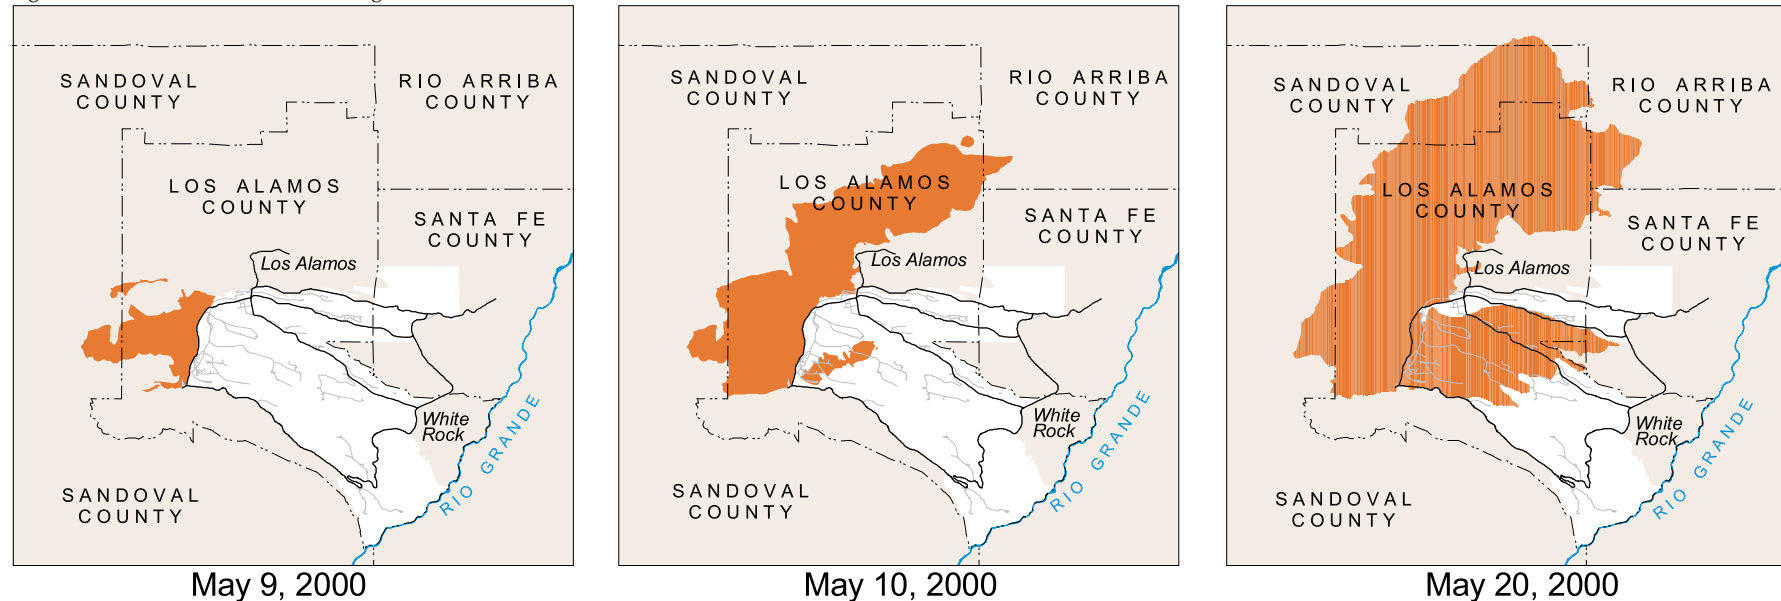 SANDOVAL
COUNTY
RIO ARRIBA
COUNTY
LOS ALAMOS
COUNTY
SANTA FE
COUNTY
Los Alamos
White
Rock
RIO GRANDE
SANDOVAL
COUNTY
May 9, 2000
SANDOVAL
COUNTY
RIO ARRIBA
COUNTY
LOS ALAMOS
COUNTY
SANTA FE
COUNTY
Los Alamos
White
Rock
RIO GRANDE
SANDOVAL
COUNTY
May 10, 2000
SANDOVAL
COUNTY
RIO ARRIBA
COUNTY
LOS ALAMOS
COUNTY
SANTA FE
COUNTY
Los Alamos
White
Rock
RIO GRANDE
SANDOVAL
COUNTY
May 20, 2000